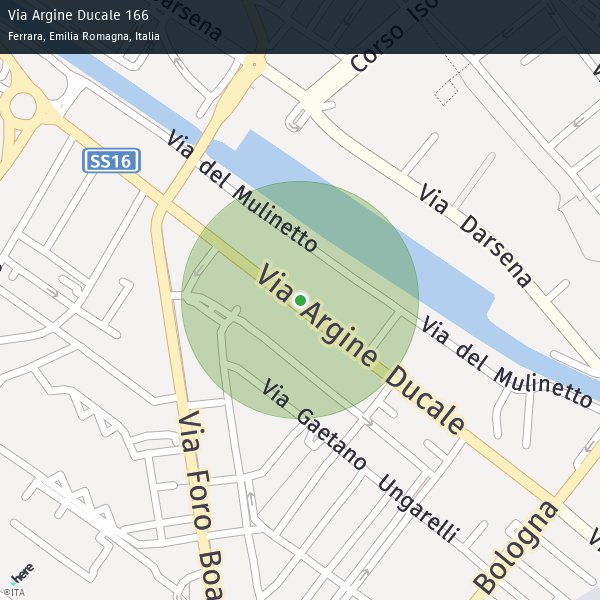 Via Argine Ducale 166
Ferrara, Emilia Romagna, Italia
Darsena
Corso Iso
SS16
Via del Mulinetto
Via Darsena
Via Argine Ducale
Via del Mulinetto
Via Gaetano Ungarelli
Via Foro Boa
Bologna
here
©ITA